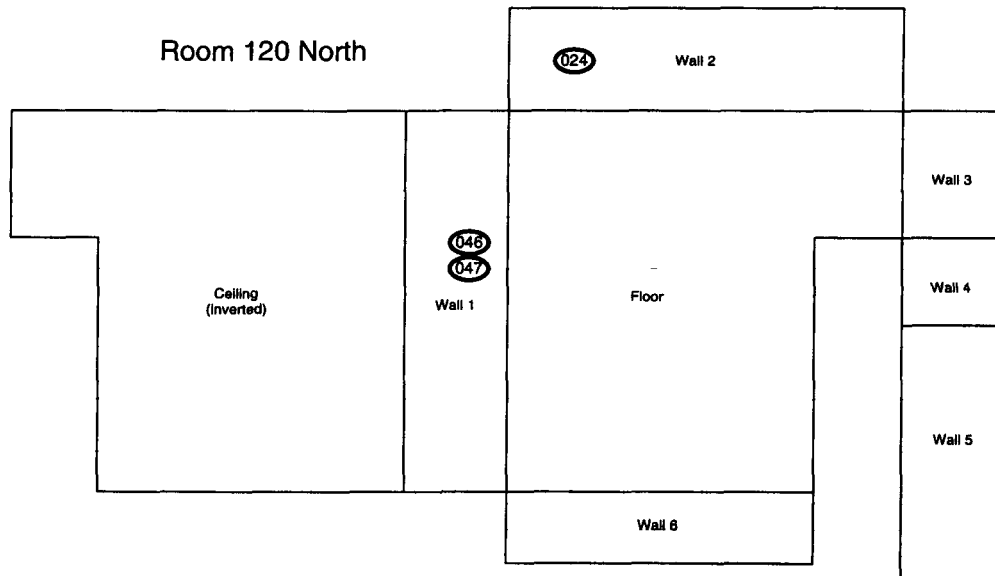 Room 120 North
024
Wall 2
Wall 3
046
047
Ceiling
(inverted)
Wall 1
Floor
Wall 4
Wall 5
Wall 6